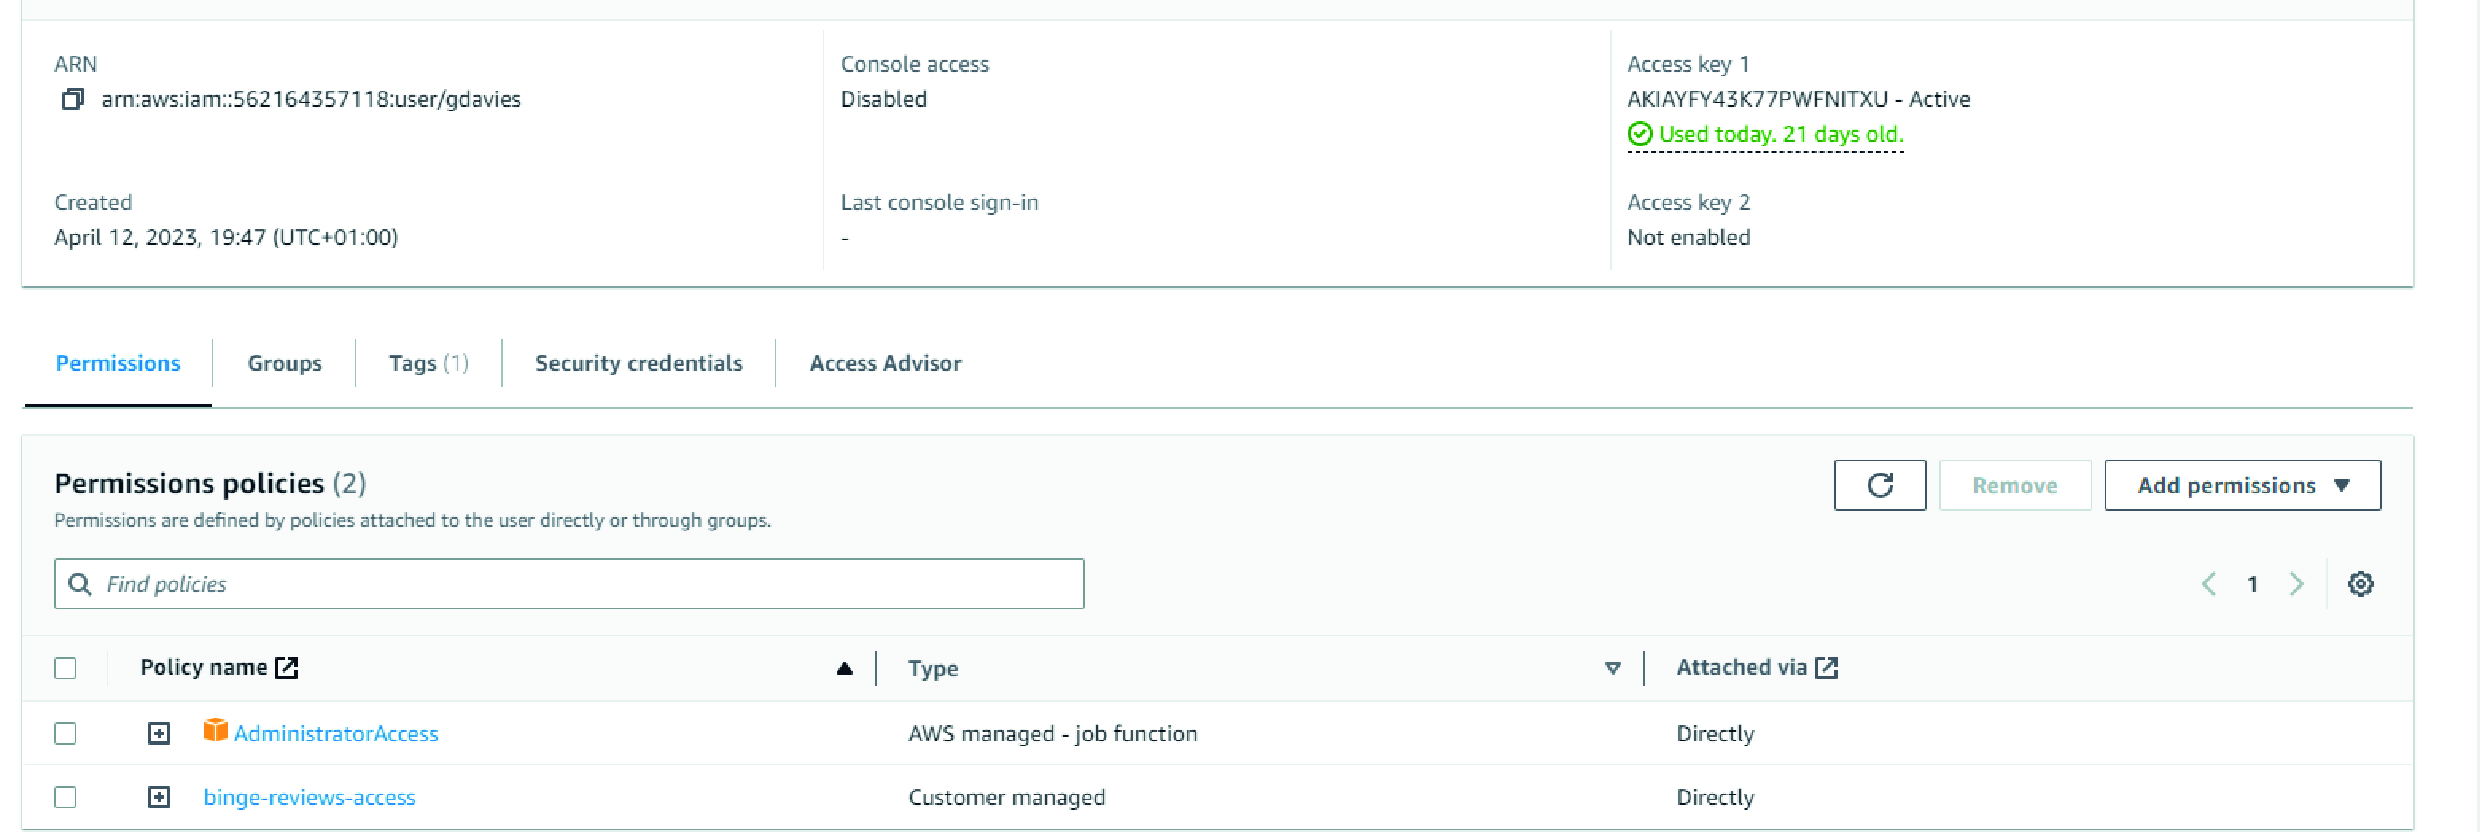 ARN
arn:aws:iam::562164357118:user/gdavies
Console access
Disabled
Access key 1
AKIAYFY43K77PWFNITXU - Active
Used today. 21 days old.
Created
April 12, 2023, 19:47 (UTC+01:00)
Last console sign-in
-
Access key 2
Not enabled
Permissions
Groups
Tags (1)
Security credentials
Access Advisor
Permissions policies (2)
Permissions are defined by policies attached to the user directly or through groups.
Remove
Add permissions
Find policies
1
Policy name
Type
Attached via
AdministratorAccess
AWS managed - job function
Directly
binge-reviews-access
Customer managed
Directly